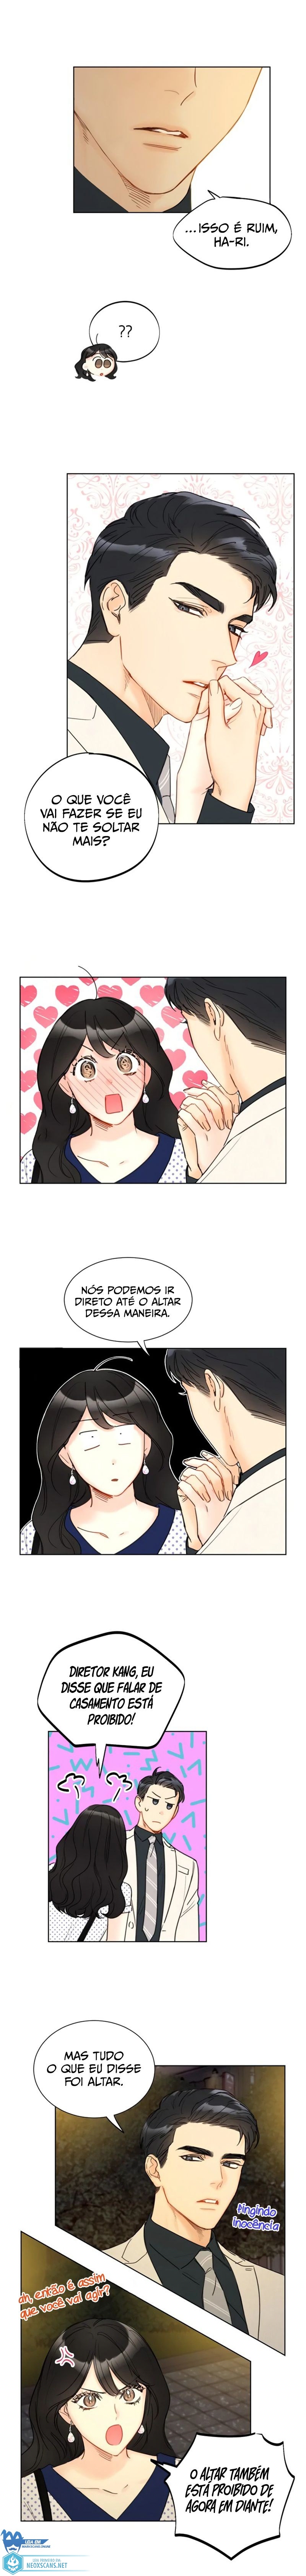 ...ISSO É RUIM,
HA-RI.
??
O QUE VOCÊ
VAI FAZER SE EU
NÃO TE SOLTAR
MAIS?
NÓS PODEMOS IR
DIRETO ATÉ O ALTAR
DESSA MANEIRA.
DIRETOR KANG, EU
DISSE QUE FALAR DE
CASAMENTO ESTÁ
PROIBIDO!
MAS TUDO
O QUE EU DISSE
FOI ALTAR.
fingindo
inocência
ah, então é assim
que você vai agir?
O ALTAR TAMBÉM
ESTÁ PROIBIDO DE
AGORA EM DIANTE!
LEIA EM
NEOXSCANS.NET